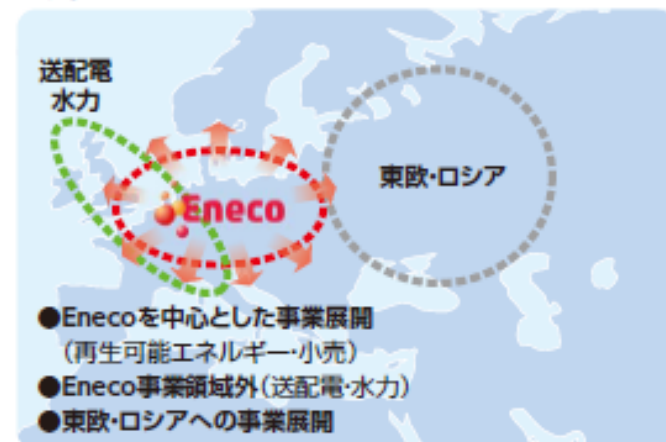 送配電
水力
Eneco
東欧・ロシア
●Enecoを中心とした事業展開
（再生可能エネルギー・小売）
●Eneco事業領域外（送配電・水力）
●東欧・ロシアへの事業展開